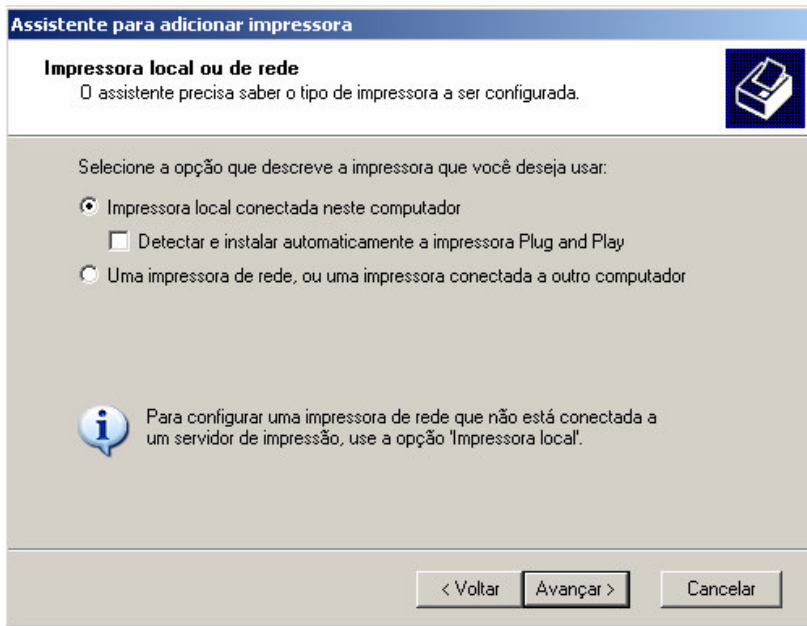 Assistente para adicionar impressora
Impressora local ou de rede
O assistente precisa saber o tipo de impressora a ser configurada.
Selecione a opção que descreve a impressora que você deseja usar:
Impressora local conectada neste computador
Detectar e instalar automaticamente a impressora Plug and Play
Uma impressora de rede, ou uma impressora conectada a outro computador
Para configurar uma impressora de rede que não está conectada a
um servidor de impressão, use a opção 'Impressora local'.
< Voltar Avançar > Cancelar